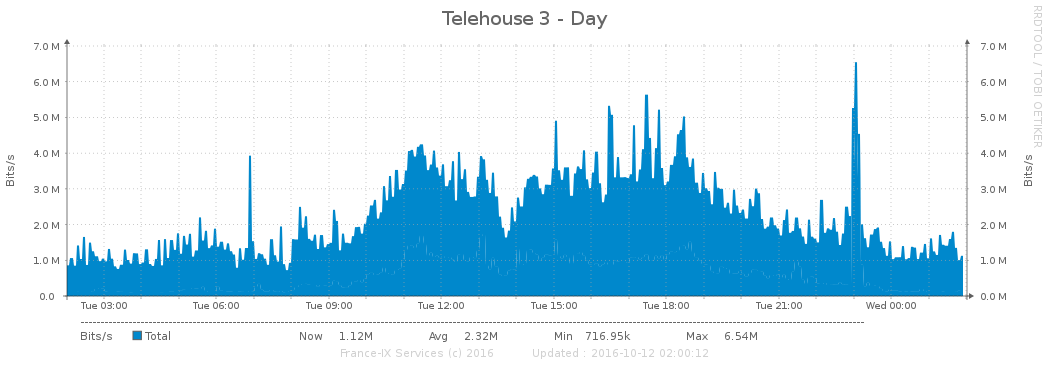 Telehouse 3 - Day
RRDTOOL / TOBI OETIKER
Bits/s
Bits/s
7.0 M 7.0 M
6.0 M 6.0 M
5.0 M 5.0 M
4.0 M 4.0 M
3.0 M 3.0 M
2.0 M 2.0 M
1.0 M 1.0 M
0.0 0.0 M
Tue 03:00 Tue 06:00 Tue 09:00 Tue 12:00 Tue 15:00 Tue 18:00 Tue 21:00 Wed 00:00
Bits/s Total Now 1.12M Avg 2.32M Min 716.95k Max 6.54M
France-IX Services (c) 2016 Updated : 2016-10-12 02:00:12